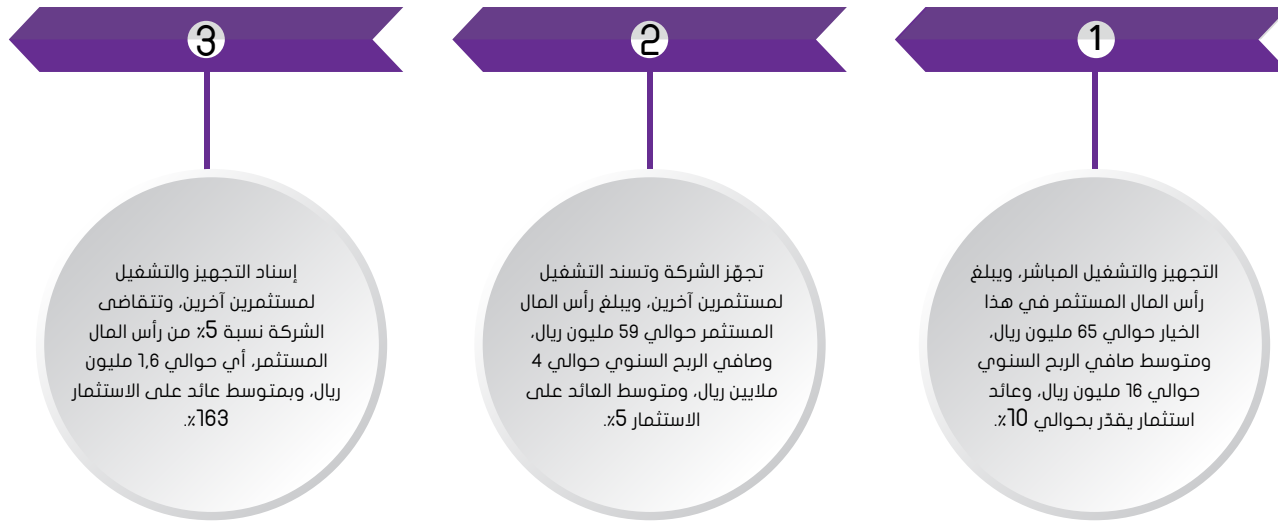 1
التجهيز والتشغيل المباشر، ويبلغ
رأس المال المستثمر في هذا
الخيار حوالي 65 مليون ريال،
ومتوسط صافي الربح السنوي
حوالي 16 مليون ريال، وعائد
استثمار يقدّر بحوالي 10٪.
2
تجهّز الشركة وتسند التشغيل
لمستثمرين آخرين، ويبلغ رأس المال
المستثمر حوالي 59 مليون ريال،
وصافي الربح السنوي حوالي 4
ملايين ريال، ومتوسط العائد على
الاستثمار 5٪.
3
إسناد التجهيز والتشغيل
لمستثمرين آخرين، وتتقاضى
الشركة نسبة 5٪ من رأس المال
المستثمر، أي حوالي 1,6 مليون
ريال، وبمتوسط عائد على الاستثمار
163٪.